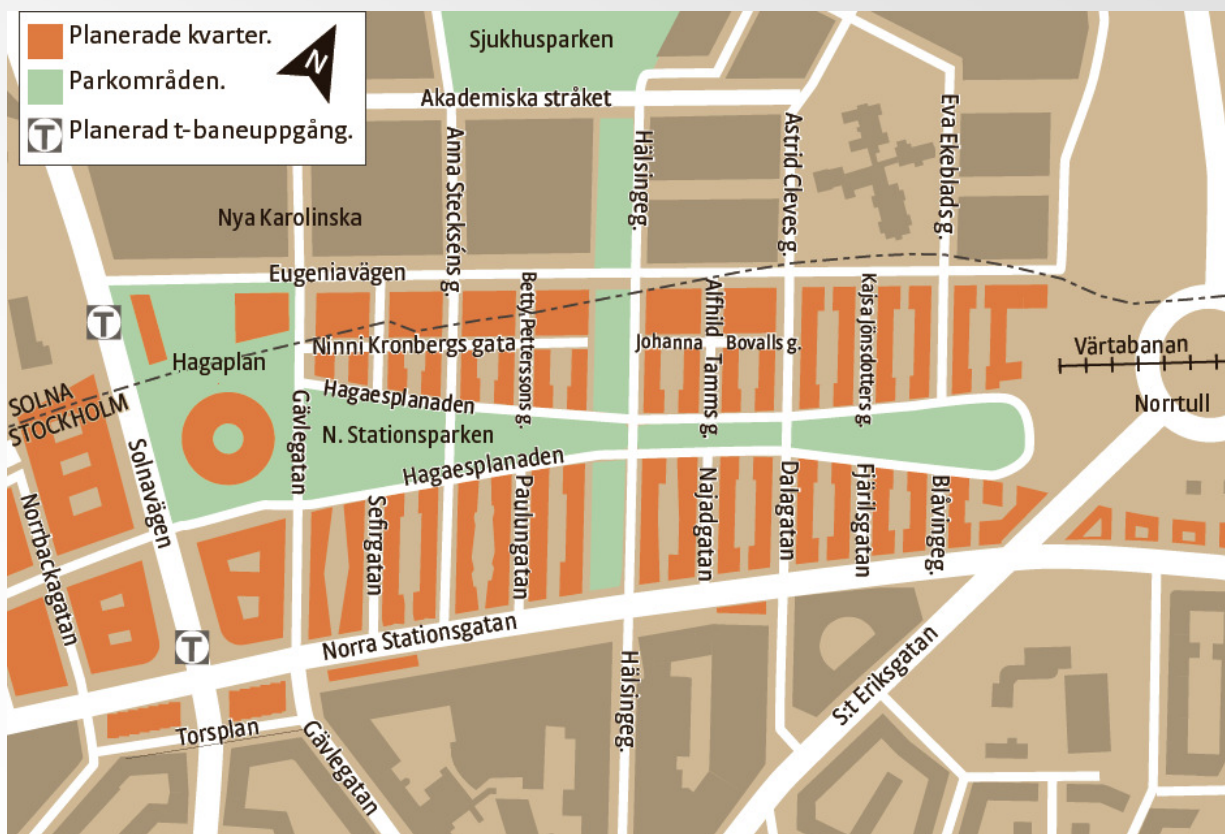 Planerade kvarter.
N
Parkområden.
T Planerad t-baneuppgång.
Sjukhusparken
Akademiska stråket
Anna Steckséns g.
Hälsingeg.
Astrid Cleves g.
Eva Ekeblads g.
Nya Karolinska
Eugeniavägen
Betty Petterssons g.
Alfhild Tamms g.
Kajsa Jönsdotters g.
T
Ninni Kronbergs gata
Johanna Bovalls g.
Värtabanan
Hagaplan
SOLNA
STOCKHOLM
Hagaesplanaden
Gävlegatan
Norrtull
N. Stationsparken
Hagaesplanaden
Solnavägen
Norrbackagatan
Sefirgatan
Paulungatan
Najadgatan
Dalagatan
Fjärilsgatan
Blåvingeg.
T
Norra Stationsgatan
Hälsingeg.
S:t Eriksgatan
Torsplan
Gävlegatan